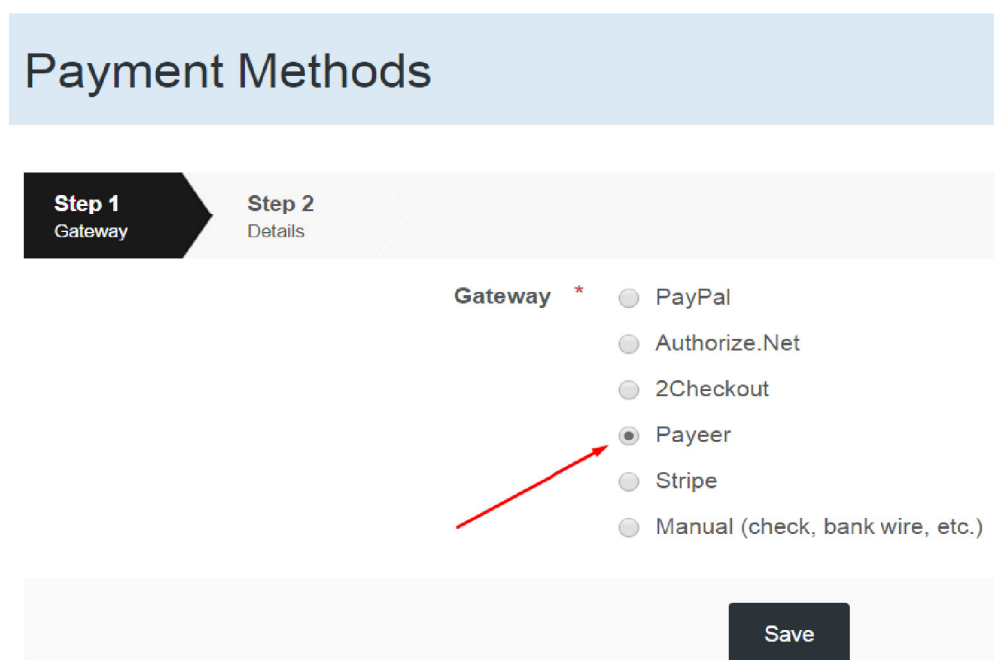 Payment Methods
Step 1
Gateway
Step 2
Details
Gateway *
PayPal
Authorize.Net
2Checkout
Payeer
Stripe
Manual (check, bank wire, etc.)
Save